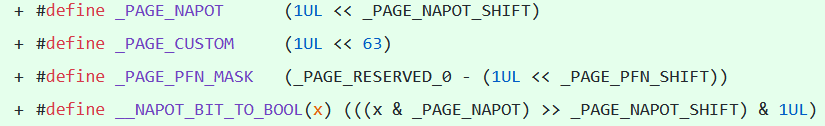 + #define _PAGE_NAPOT (1UL << _PAGE_NAPOT_SHIFT)
+ #define _PAGE_CUSTOM (1UL << 63)
+ #define _PAGE_PFN_MASK (_PAGE_RESERVED_0 - (1UL << _PAGE_PFN_SHIFT))
+ #define __NAPOT_BIT_TO_BOOL(x) (((x & _PAGE_NAPOT) >> _PAGE_NAPOT_SHIFT) & 1UL)